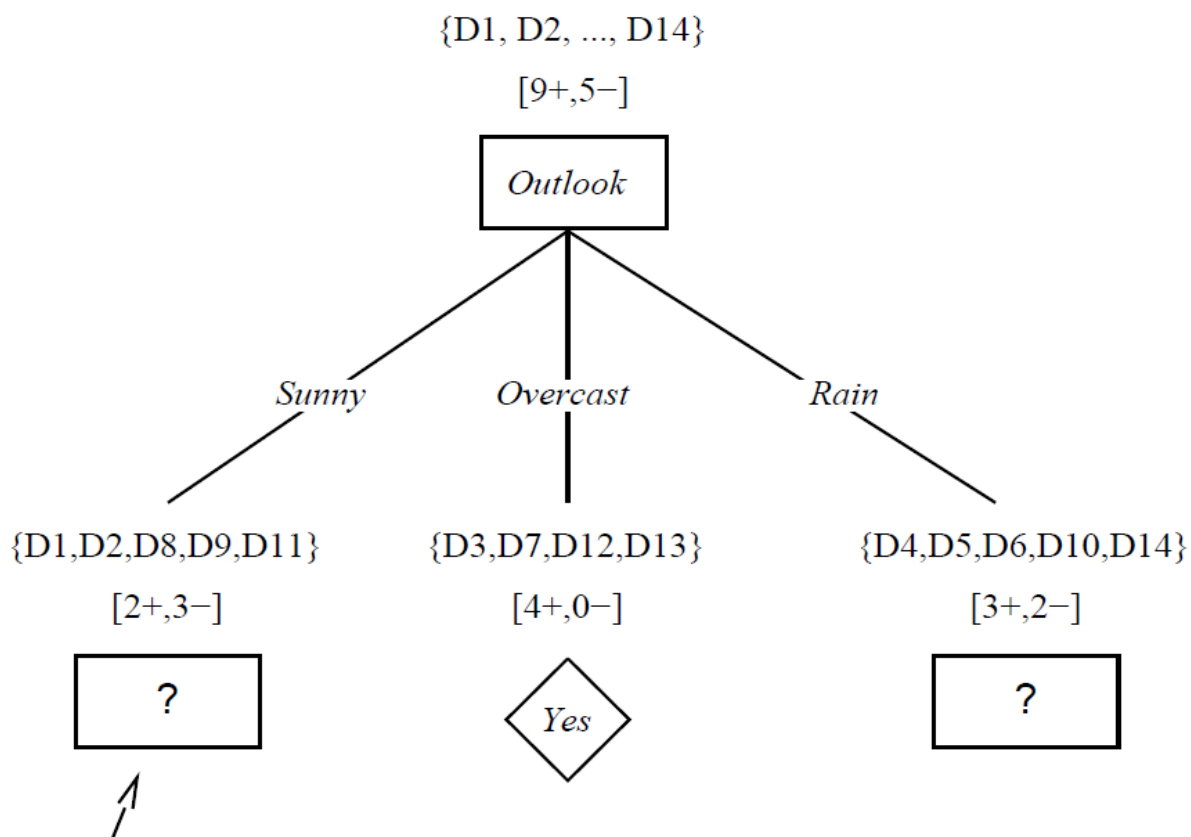 {D1, D2, ..., D14}
[9+,5−]
Outlook
Sunny
Overcast
Rain
{D1,D2,D8,D9,D11}
{D3,D7,D12,D13}
{D4,D5,D6,D10,D14}
[2+,3−]
[4+,0−]
[3+,2−]
?
Yes
?